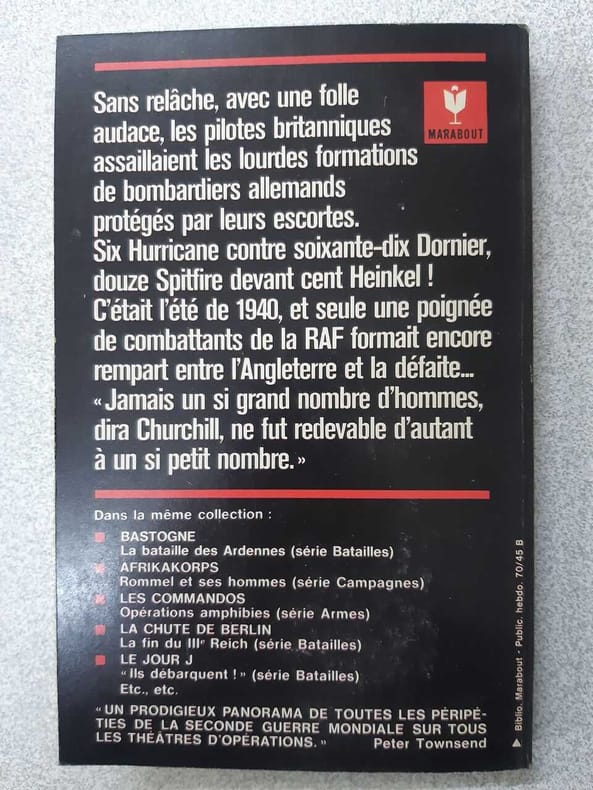 Sans relâche, avec une folle
audace, les pilotes britanniques
assaillaient les lourdes formations
de bombardiers allemands
protégés par leurs escortes.
Six Hurricane contre soixante-dix Dornier,
douze Spitfire devant cent Heinkel !
C'était l'été de 1940, et seule une poignée
de combattants de la RAF formait encore
rempart entre l'Angleterre et la défaite...
« Jamais un si grand nombre d'hommes,
dira Churchill, ne fut redevable d'autant
à un si petit nombre. »
MARABOUT
Dans la même collection :
BASTOGNE
La bataille des Ardennes (série Batailles)
AFRIKAKORPS
Rommel et ses hommes (série Campagnes)
LES COMMANDOS
Opérations amphibies (série Armes)
LA CHUTE DE BERLIN
La fin du IIIe Reich (série Batailles)
LE JOUR J
« Ils débarquent ! » (série Batailles)
Etc., etc.
« UN PRODIGIEUX PANORAMA DE TOUTES LES PÉRIPÉ-
TIES DE LA SECONDE GUERRE MONDIALE SUR TOUS
LES THÉÂTRES D'OPÉRATIONS. » Peter Townsend
▲ Biblio. Marabout - Public. hebdo. 70/45 B